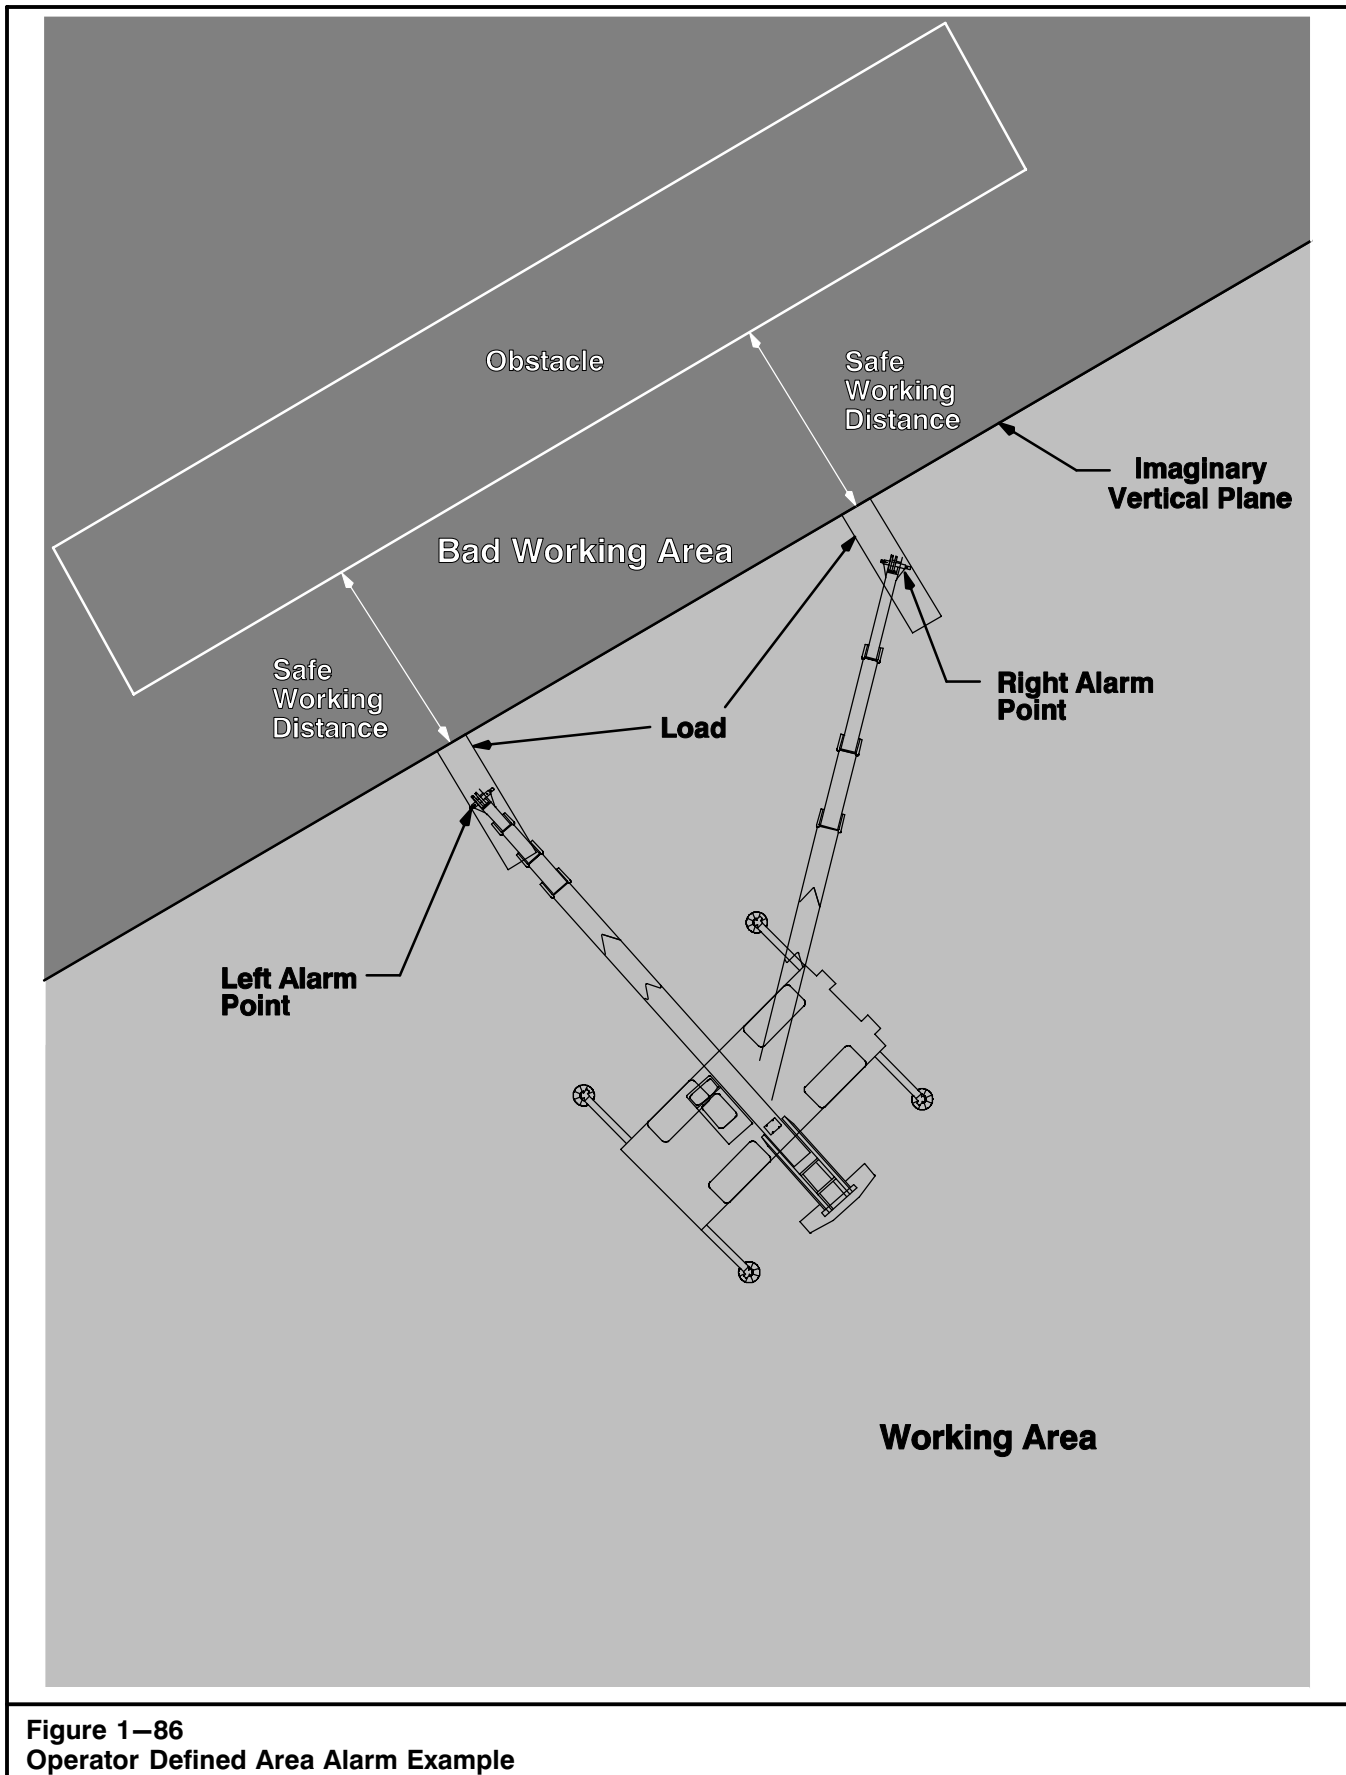 Obstacle
Safe
Working
Distance
Imaginary
Vertical Plane
Bad Working Area
Safe
Working
Distance
Right Alarm
Point
Load
Left Alarm
Point
Working Area
Figure 1—86
Operator Defined Area Alarm Example